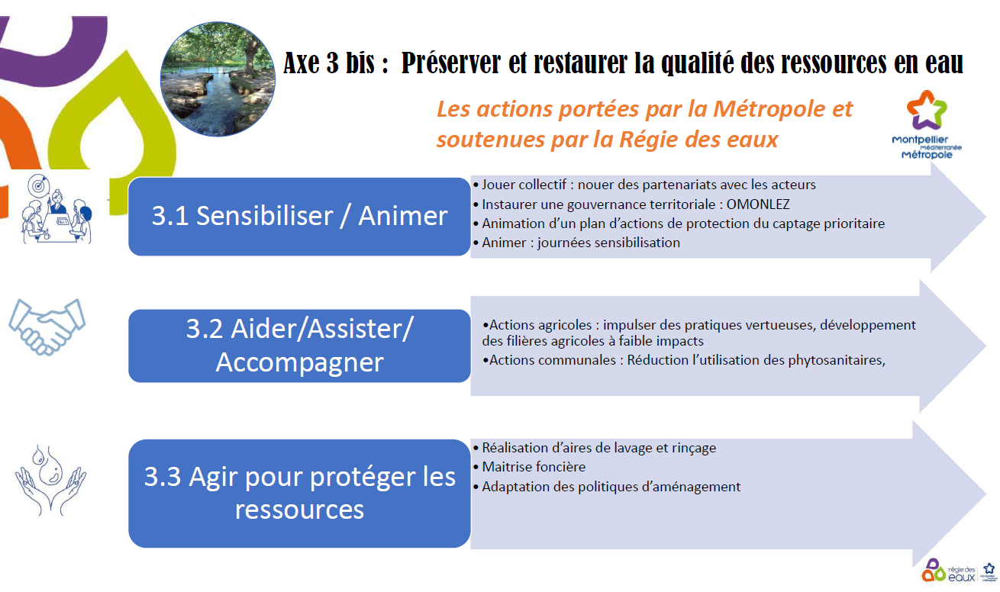 Axe 3 bis :  Préserver et restaurer la qualité des ressources en eau
Les actions portées par la Métropole et
soutenues par la Régie des eaux
montpellier
méditerranée
métropole
3.1 Sensibiliser / Animer
• Jouer collectif : nouer des partenariats avec les acteurs
• Instaurer une gouvernance territoriale : OMONLEZ
• Animation d’un plan d’actions de protection du captage prioritaire
• Animer : journées sensibilisation
3.2 Aider/Assister/
Accompagner
•Actions agricoles : impulser des pratiques vertueuses, développement
des filières agricoles à faible impacts
•Actions communales : Réduction l’utilisation des phytosanitaires,
3.3 Agir pour protéger les
ressources
• Réalisation d’aires de lavage et rinçage
• Maitrise foncière
• Adaptation des politiques d’aménagement
régie des
eaux
montpellier
méditerranée
métropole